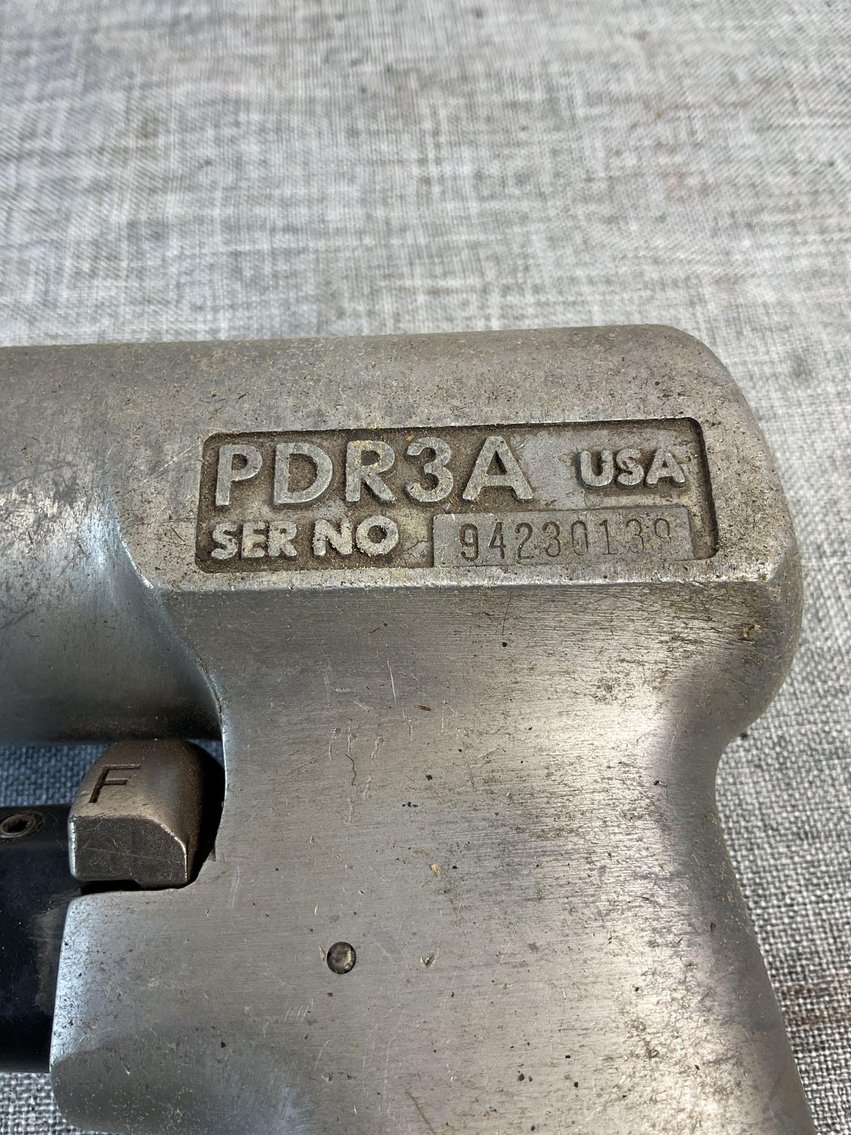 PDR3A USA
SER NO 94230139
F